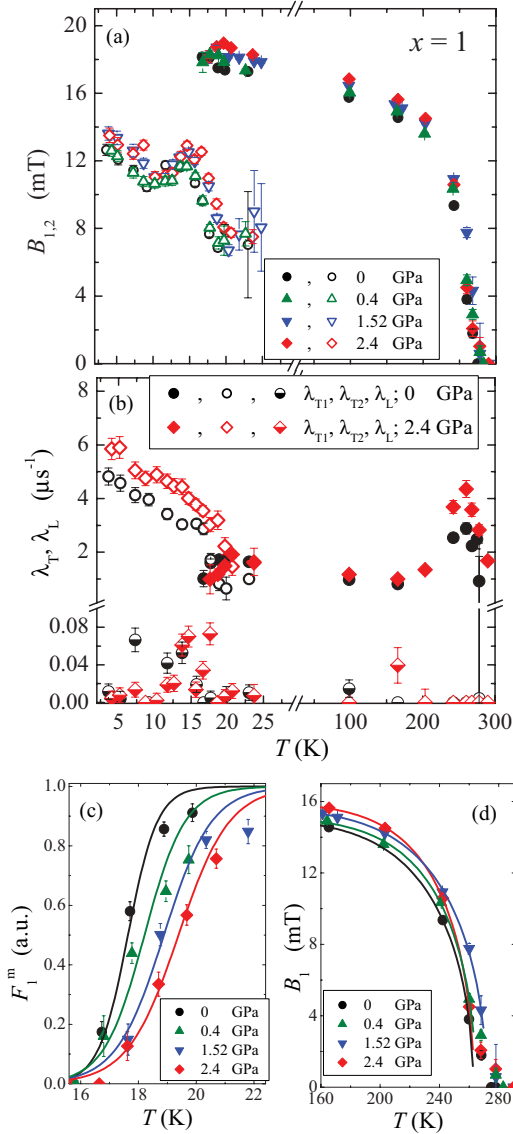 (a)
x = 1
20
16
12
8
4
0
B1,2 (mT)
, 0 GPa
, 0.4 GPa
, 1.52 GPa
, 2.4 GPa
(b)
, , λT1, λT2, λL; 0 GPa
, , λT1, λT2, λL; 2.4 GPa
6
4
2
0.08
0.04
0.00
λT, λL (μs⁻¹)
5 10 15 20 25 100 200 300
T (K)
(c)
1.0
0.8
0.6
0.4
0.2
0.0
F1^m (a.u.)
0 GPa
0.4 GPa
1.52 GPa
2.4 GPa
16 18 20 22
T (K)
(d)
16
12
8
4
0
B1 (mT)
0 GPa
0.4 GPa
1.52 GPa
2.4 GPa
160 200 240 280
T (K)